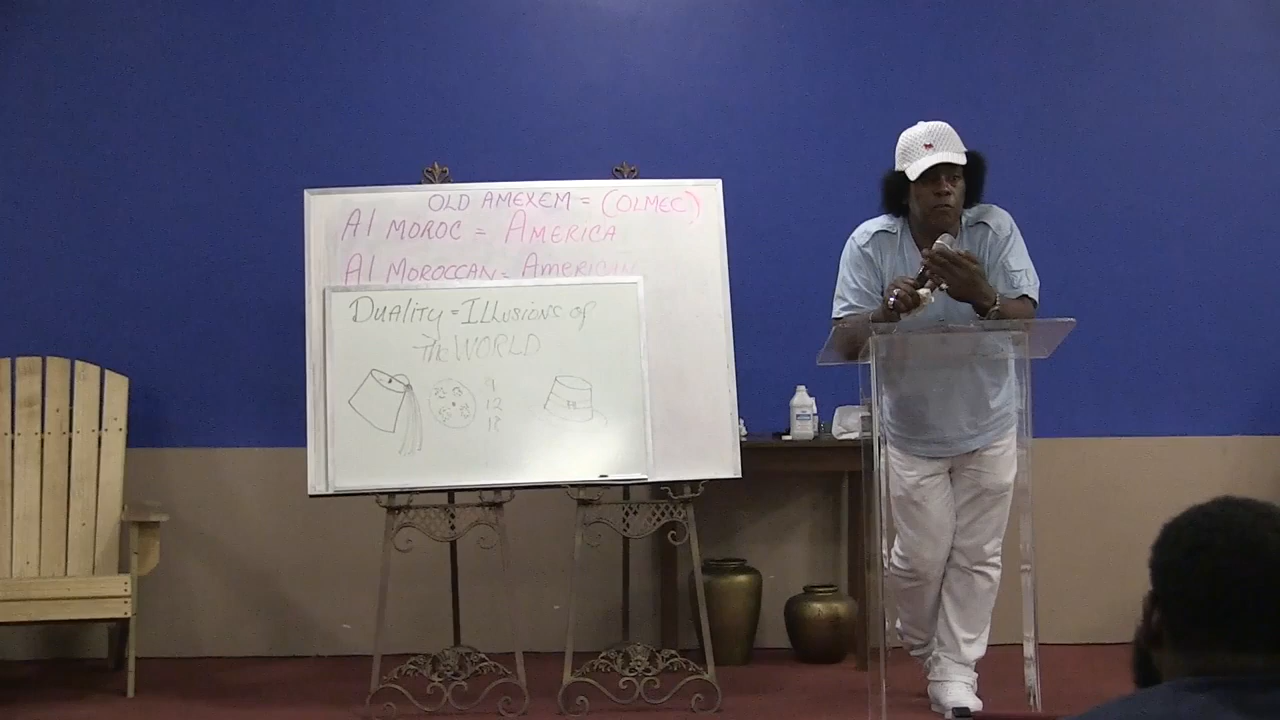 OLD AMEXEM = (OLMEC)
Al MOROC = AMERICA
Al MOROCCAN = AMERICAN
DUALITY = ILLUSIONS OF
The WORLD
9
12
18